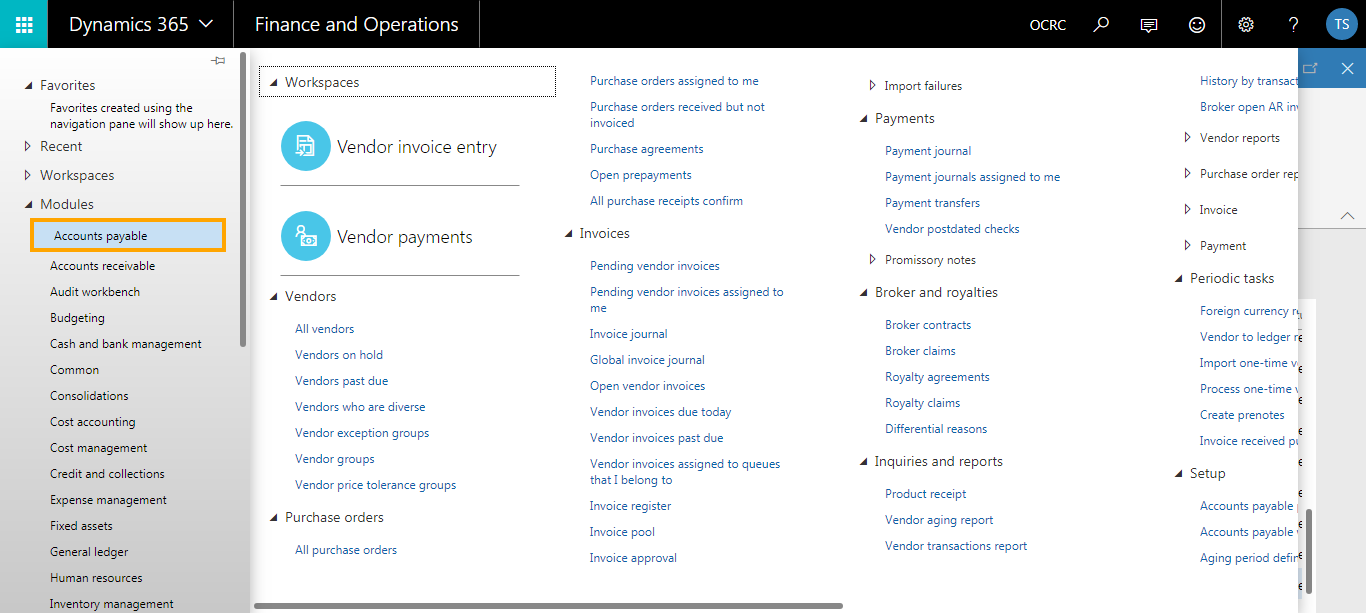 Dynamics 365
Finance and Operations
OCRC
?
TS
Favorites
Favorites created using the
navigation pane will show up here.
Recent
Workspaces
Modules
Accounts payable
Accounts receivable
Audit workbench
Budgeting
Cash and bank management
Common
Consolidations
Cost accounting
Cost management
Credit and collections
Expense management
Fixed assets
General ledger
Human resources
Inventory management
Workspaces
Vendor invoice entry
Vendor payments
Vendors
All vendors
Vendors on hold
Vendors past due
Vendors who are diverse
Vendor exception groups
Vendor groups
Vendor price tolerance groups
Purchase orders
All purchase orders
Purchase orders assigned to me
Purchase orders received but not
invoiced
Purchase agreements
Open prepayments
All purchase receipts confirm
Invoices
Pending vendor invoices
Pending vendor invoices assigned to
me
Invoice journal
Global invoice journal
Open vendor invoices
Vendor invoices due today
Vendor invoices past due
Vendor invoices assigned to queues
that I belong to
Invoice register
Invoice pool
Invoice approval
Import failures
Payments
Payment journal
Payment journals assigned to me
Payment transfers
Vendor postdated checks
Promissory notes
Broker and royalties
Broker contracts
Broker claims
Royalty agreements
Royalty claims
Differential reasons
Inquiries and reports
Product receipt
Vendor aging report
Vendor transactions report
History by transact
Broker open AR inv
Vendor reports
Purchase order rep
Invoice
Payment
Periodic tasks
Foreign currency re
Vendor to ledger r
Import one-time v
Process one-time v
Create prenotes
Invoice received pu
Setup
Accounts payable
Accounts payable
Aging period defin